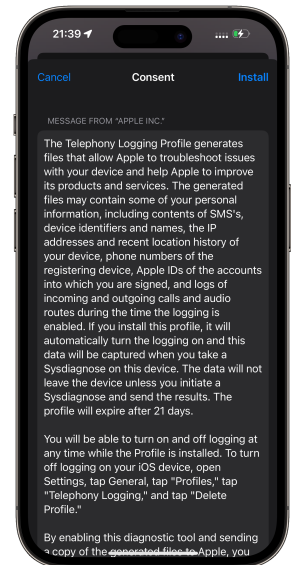 21:39
Cancel
Consent
Install
MESSAGE FROM "APPLE INC."
The Telephony Logging Profile generates
files that allow Apple to troubleshoot issues
with your device and help Apple to improve
its products and services. The generated
files may contain some of your personal
information, including contents of SMS's,
device identifiers and names, the IP
addresses and recent location history of
your device, phone numbers of the
registering device, Apple IDs of the accounts
into which you are signed, and logs of
incoming and outgoing calls and audio
routes during the time the logging is
enabled. If you install this profile, it will
automatically turn the logging on and this
data will be captured when you take a
Sysdiagnose on this device. The data will not
leave the device unless you initiate a
Sysdiagnose and send the results. The
profile will expire after 21 days.
You will be able to turn on and off logging at
any time while the Profile is installed. To turn
off logging on your iOS device, open
Settings, tap General, tap "Profiles," tap
"Telephony Logging," and tap "Delete
Profile."
By enabling this diagnostic tool and sending
a copy of the generated files to Apple, you